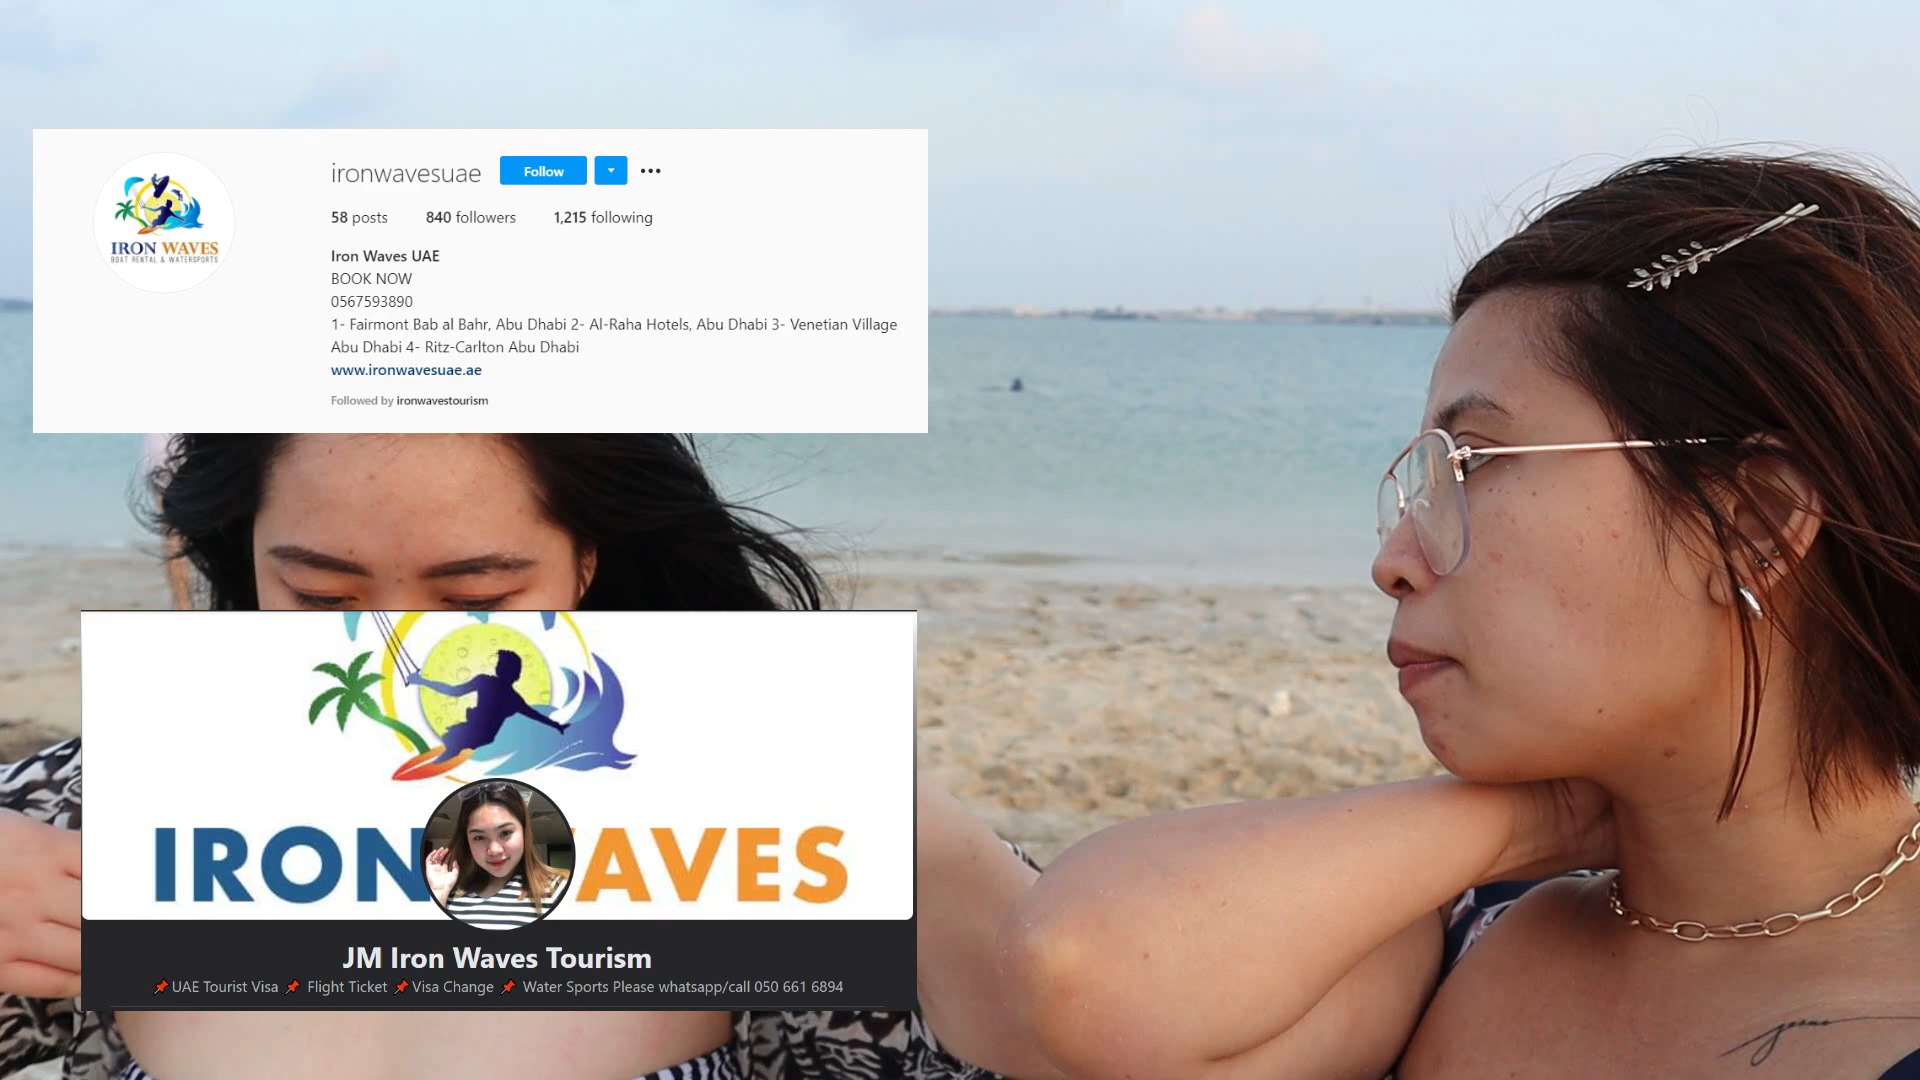 ironwavesuae Follow
58 posts 840 followers 1,215 following
IRON WAVES
BOAT RENTAL & WATERSPORTS
Iron Waves UAE
BOOK NOW
0567593890
1- Fairmont Bab al Bahr, Abu Dhabi 2- Al-Raha Hotels, Abu Dhabi 3- Venetian Village
Abu Dhabi 4- Ritz-Carlton Abu Dhabi
www.ironwavesuae.ae
Followed by ironwavestourism
IRON AVES
JM Iron Waves Tourism
📌UAE Tourist Visa 📌 Flight Ticket 📌Visa Change 📌 Water Sports Please whatsapp/call 050 661 6894